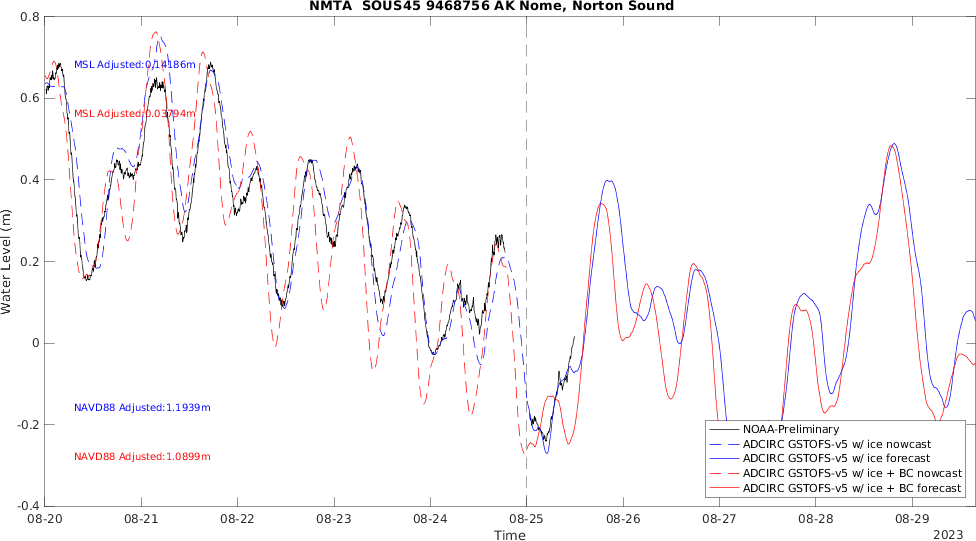 NMTA SOUS45 9468756 AK Nome, Norton Sound
0.8
0.6
0.4
0.2
0
-0.2
-0.4
Water Level (m)
MSL Adjusted:0.14186m
MSL Adjusted:0.03794m
NAVD88 Adjusted:1.1939m
NAVD88 Adjusted:1.0899m
NOAA-Preliminary
ADCIRC GSTOFS-v5 w/ ice nowcast
ADCIRC GSTOFS-v5 w/ ice forecast
ADCIRC GSTOFS-v5 w/ ice + BC nowcast
ADCIRC GSTOFS-v5 w/ ice + BC forecast
08-20 08-21 08-22 08-23 08-24 08-25 08-26 08-27 08-28 08-29
Time
2023